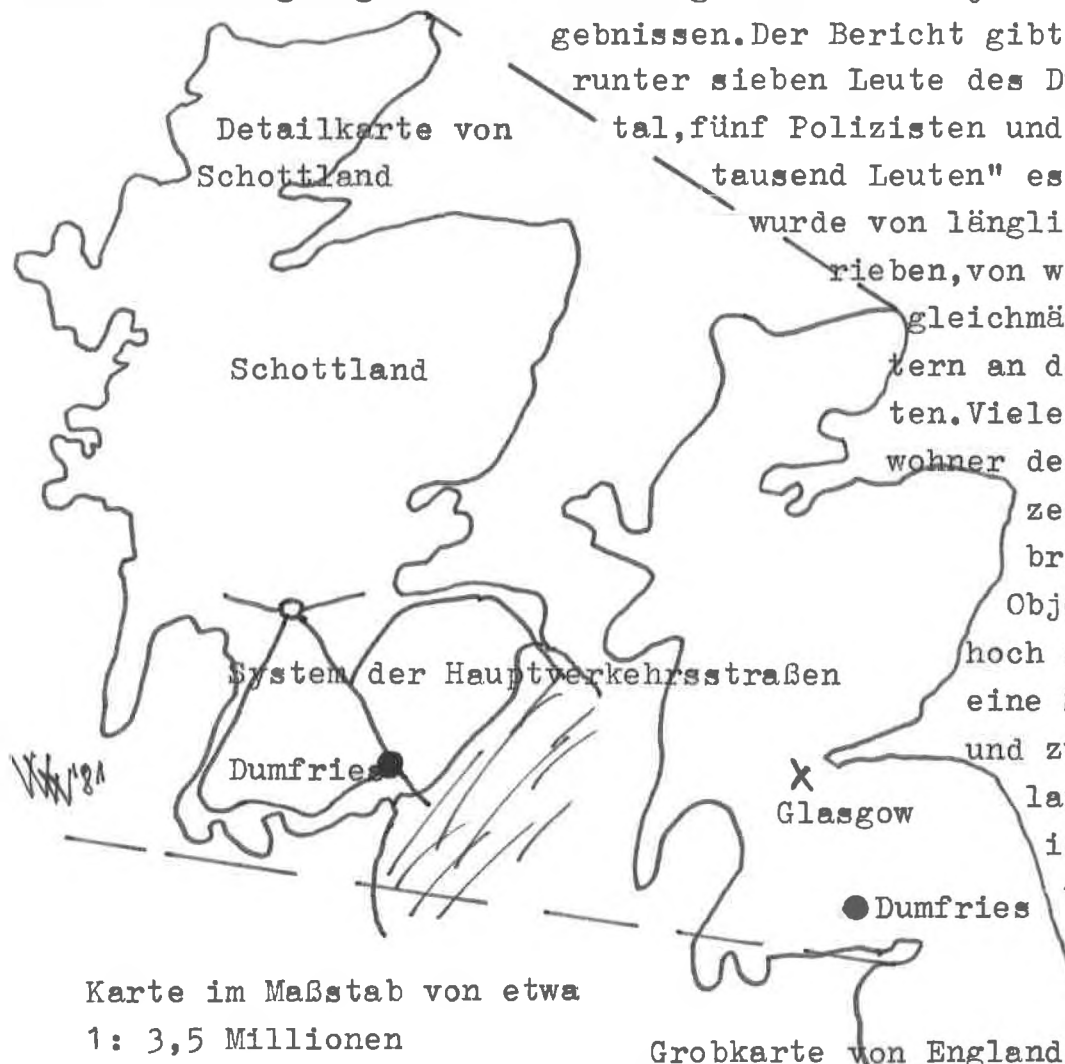 gebnissen.Der Bericht gibt
runter sieben Leute des D
tal,fünf Polizisten und
tausend Leuten" es
wurde von längli
rieben,von w
gleichmä
tern an d
ten.Viele
wohner de
ze
br
Obj
hoch
eine
und z
la
i
Detailkarte von
Schottland
Schottland
System der Hauptverkehrsstraßen
Dumfries
'81
Glasgow
Dumfries
Karte im Maßstab von etwa
1: 3,5 Millionen
Grobkarte von England